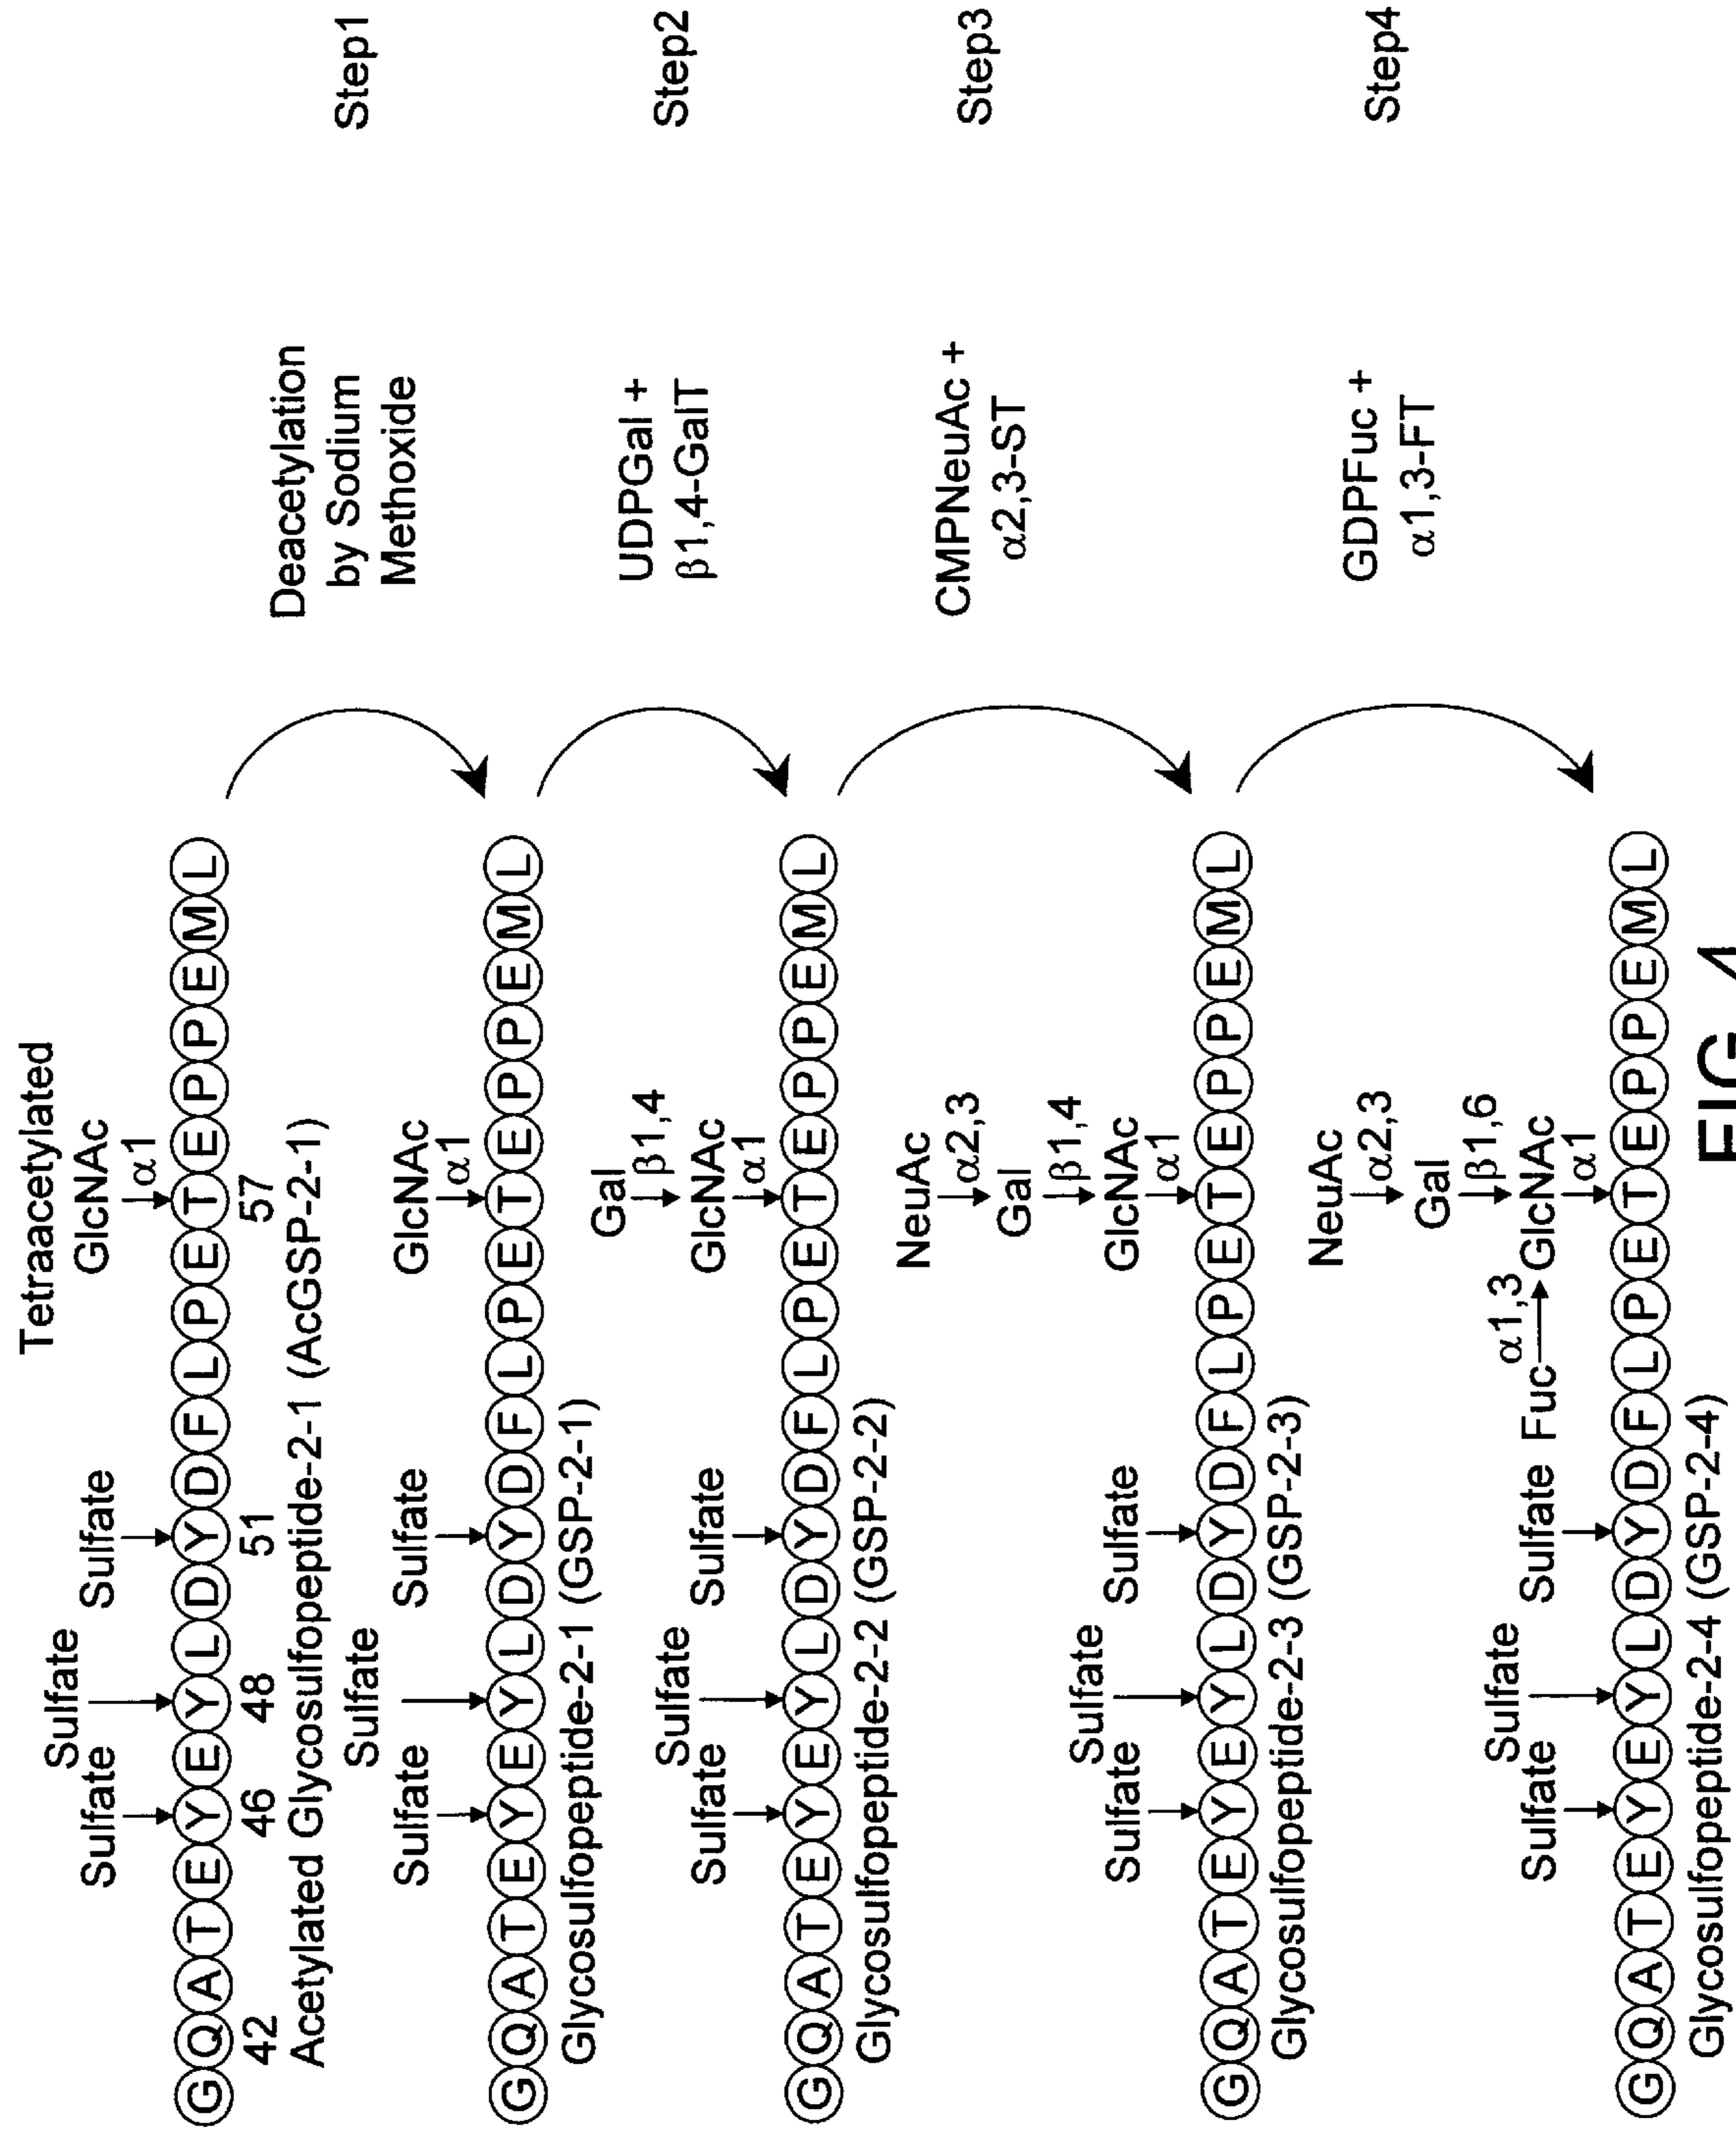 Tetraacetylated
Sulfate
Sulfate Sulfate GlcNAc
α1
G Q A T E Y E Y L D Y D F L P E T E P P E M L
42 46 48 51 57
Acetylated Glycosulfopeptide-2-1 (AcGSP-2-1)
Deacetylation
by Sodium
Methoxide
Step1
Sulfate
Sulfate Sulfate GlcNAc
α1
G Q A T E Y E Y L D Y D F L P E T E P P E M L
Glycosulfopeptide-2-1 (GSP-2-1)
UDPGal +
β1,4-GalT
Step2
Gal
β1,4
Sulfate
Sulfate Sulfate GlcNAc
α1
G Q A T E Y E Y L D Y D F L P E T E P P E M L
Glycosulfopeptide-2-2 (GSP-2-2)
CMPNeuAc +
α2,3-ST
Step3
NeuAc
α2,3
Gal
β1,4
Sulfate
Sulfate Sulfate GlcNAc
α1
G Q A T E Y E Y L D Y D F L P E T E P P E M L
Glycosulfopeptide-2-3 (GSP-2-3)
GDPFuc +
α1,3-FT
Step4
NeuAc
α2,3
Gal
β1,6
α1,3
Sulfate
Sulfate Sulfate Fuc GlcNAc
α1
G Q A T E Y E Y L D Y D F L P E T E P P E M L
Glycosulfopeptide-2-4 (GSP-2-4)
FIG 4